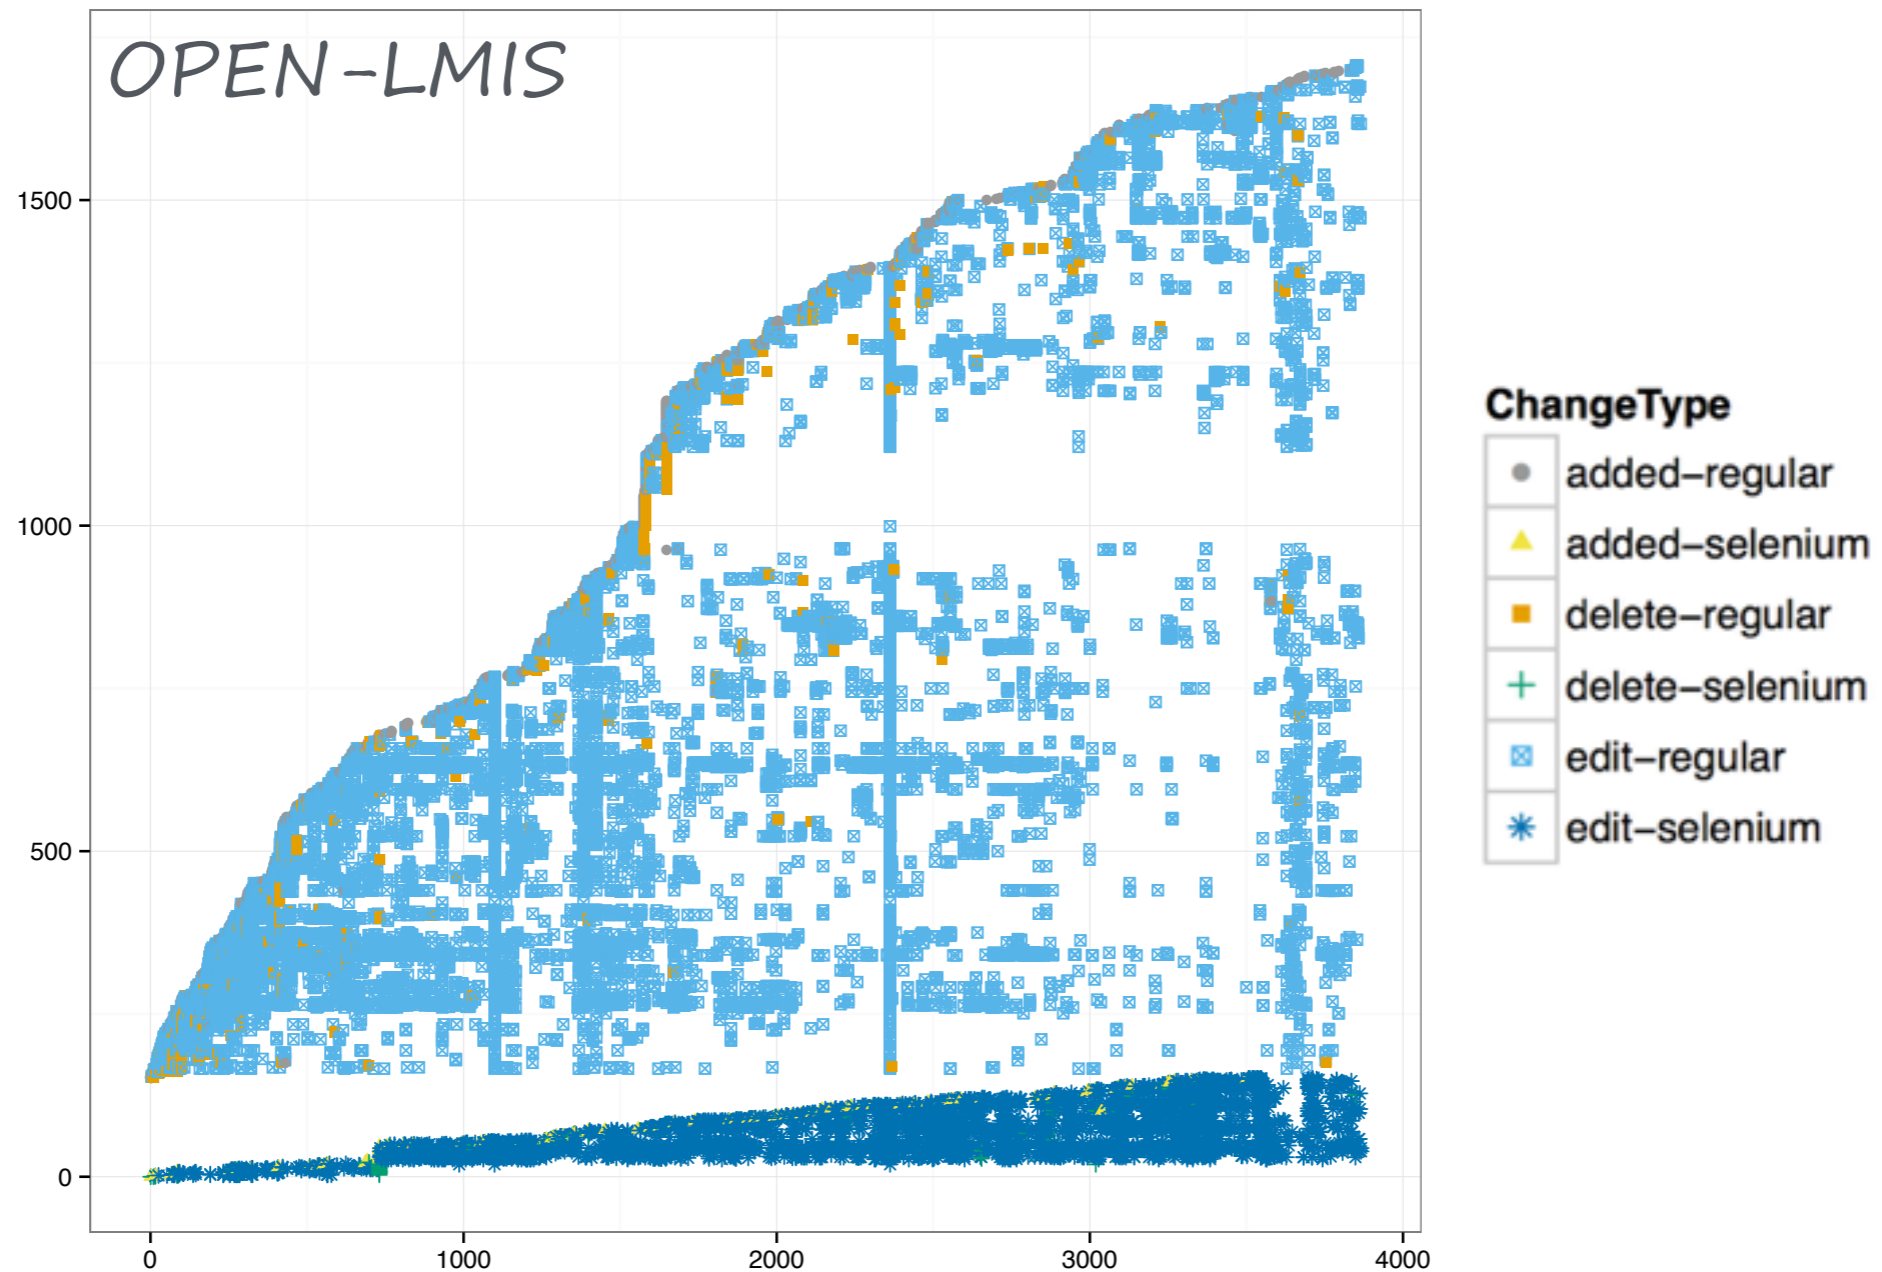 OPEN-LMIS
1500
1000
500
0
0
1000
2000
3000
4000
ChangeType
added-regular
added-selenium
delete-regular
delete-selenium
edit-regular
edit-selenium